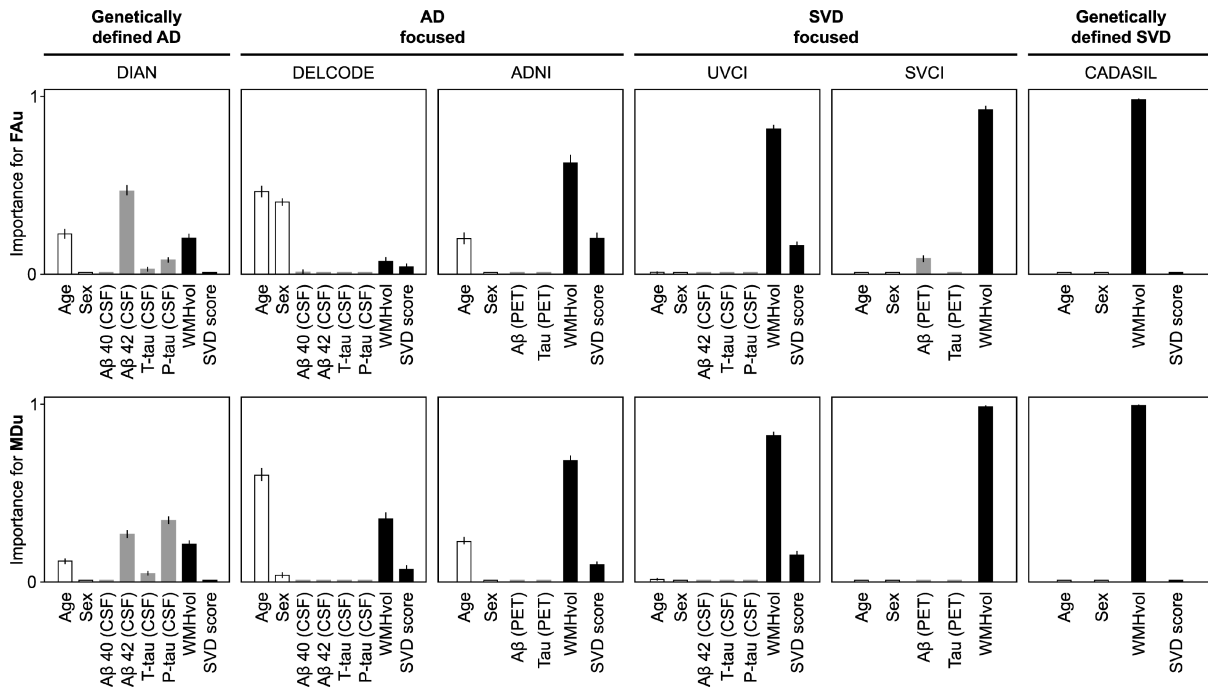 Genetically
defined AD
AD
focused
SVD
focused
Genetically
defined SVD
DIAN
DELCODE
ADNI
UVCI
SVCI
CADASIL
Importance for FAu
1
0
Age
Sex
Aβ 40 (CSF)
Aβ 42 (CSF)
T-tau (CSF)
P-tau (CSF)
WMHvol
SVD score
Age
Sex
Aβ 40 (CSF)
Aβ 42 (CSF)
T-tau (CSF)
P-tau (CSF)
WMHvol
SVD score
Age
Sex
Aβ (PET)
Tau (PET)
WMHvol
SVD score
Age
Sex
Aβ 42 (CSF)
T-tau (CSF)
P-tau (CSF)
WMHvol
SVD score
Age
Sex
Aβ (PET)
Tau (PET)
WMHvol
Age
Sex
WMHvol
SVD score
Importance for MDu
1
0
Age
Sex
Aβ 40 (CSF)
Aβ 42 (CSF)
T-tau (CSF)
P-tau (CSF)
WMHvol
SVD score
Age
Sex
Aβ 40 (CSF)
Aβ 42 (CSF)
T-tau (CSF)
P-tau (CSF)
WMHvol
SVD score
Age
Sex
Aβ (PET)
Tau (PET)
WMHvol
SVD score
Age
Sex
Aβ 42 (CSF)
T-tau (CSF)
P-tau (CSF)
WMHvol
SVD score
Age
Sex
Aβ (PET)
Tau (PET)
WMHvol
Age
Sex
WMHvol
SVD score